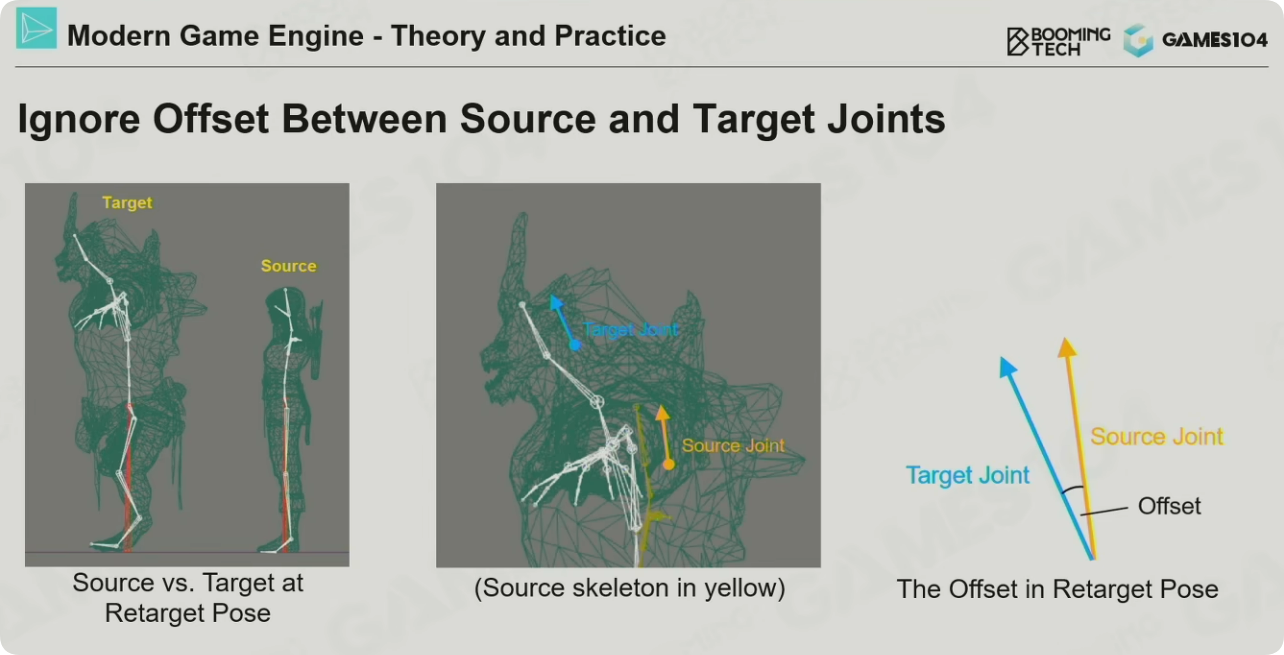 Modern Game Engine - Theory and Practice
BOOMING
TECH
GAMES104
Ignore Offset Between Source and Target Joints
Target
Source
Source vs. Target at
Retarget Pose
Target Joint
Source Joint
(Source skeleton in yellow)
Source Joint
Target Joint
Offset
The Offset in Retarget Pose